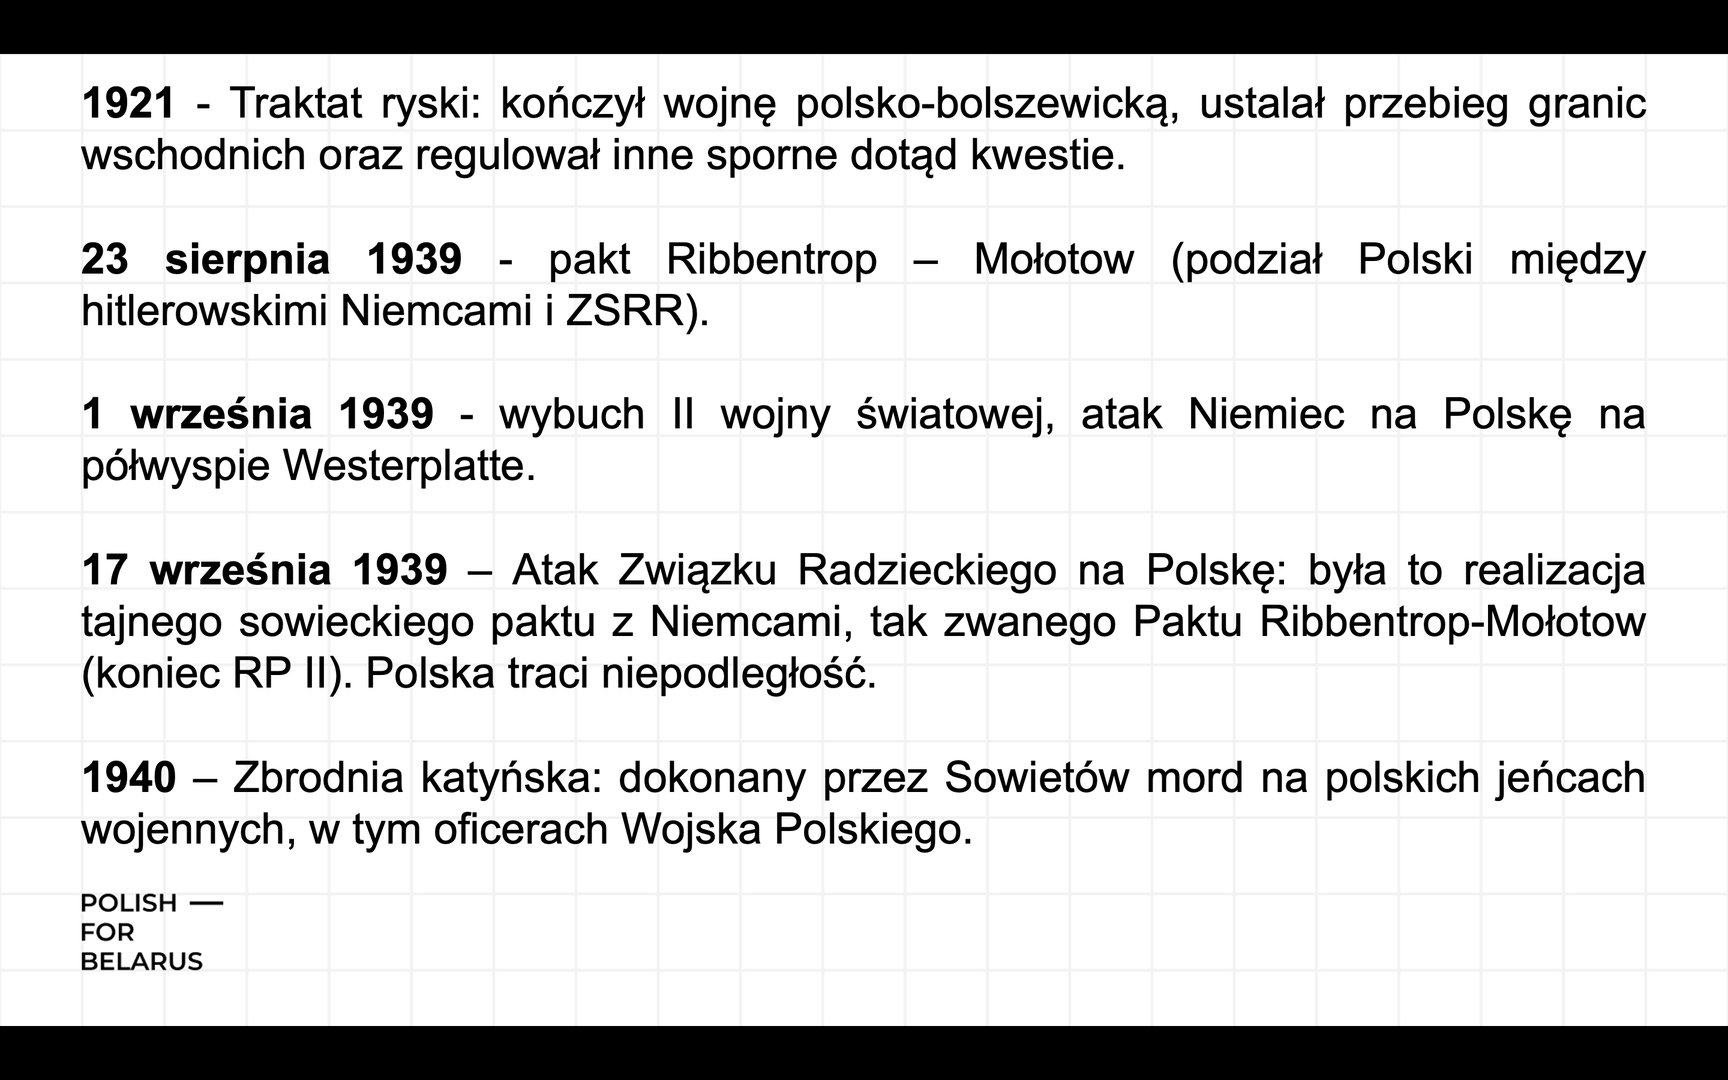 1921 - Traktat ryski: kończył wojnę polsko-bolszewicką, ustalał przebieg granic
wschodnich oraz regulował inne sporne dotąd kwestie.
23 sierpnia 1939 - pakt Ribbentrop – Mołotow (podział Polski między
hitlerowskimi Niemcami i ZSRR).
1 września 1939 - wybuch II wojny światowej, atak Niemiec na Polskę na
półwyspie Westerplatte.
17 września 1939 – Atak Związku Radzieckiego na Polskę: była to realizacja
tajnego sowieckiego paktu z Niemcami, tak zwanego Paktu Ribbentrop-Mołotow
(koniec RP II). Polska traci niepodległość.
1940 – Zbrodnia katyńska: dokonany przez Sowietów mord na polskich jeńcach
wojennych, w tym oficerach Wojska Polskiego.
POLISH —
FOR
BELARUS